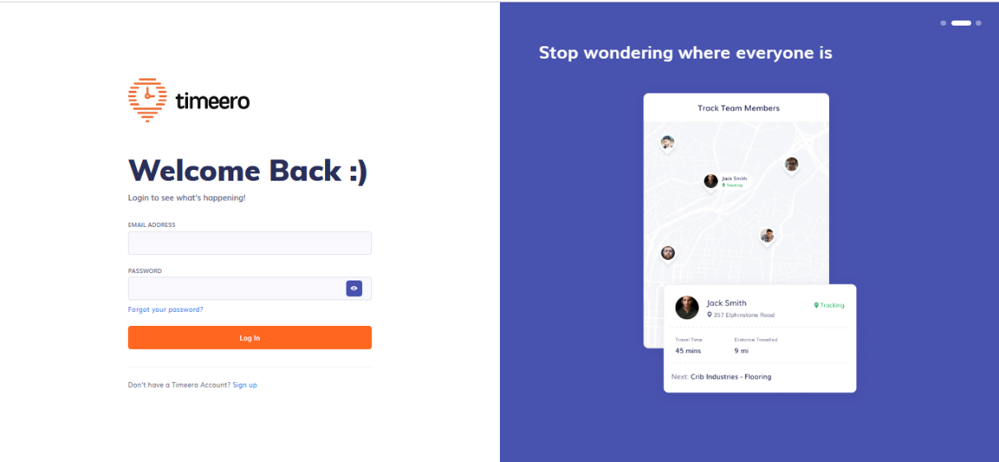 timeero
Welcome Back :)
Login to see what's happening!
EMAIL ADDRESS
PASSWORD
Forgot your password?
Log In
Don't have a Timeero Account? Sign up
Stop wondering where everyone is
Track Team Members
Jack Smith
Tracking
Jack Smith
357 Elphinstone Road
Tracking
Travel Time
Distance Travelled
45 mins
9 mi
Next: Crib Industries - Flooring